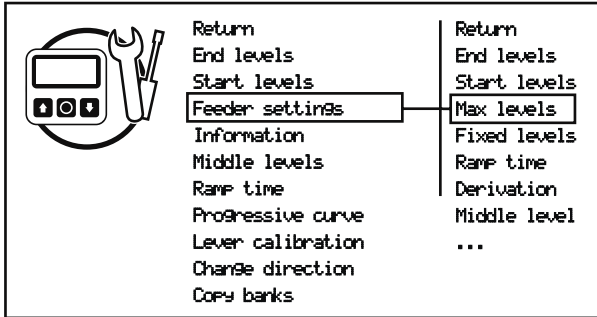 Return
End levels
Start levels
Feeder settings
Information
Middle levels
Ramp time
Progressive curve
Lever calibration
Change direction
Copy banks
Return
End levels
Start levels
Max levels
Fixed levels
Ramp time
Derivation
Middle level
...